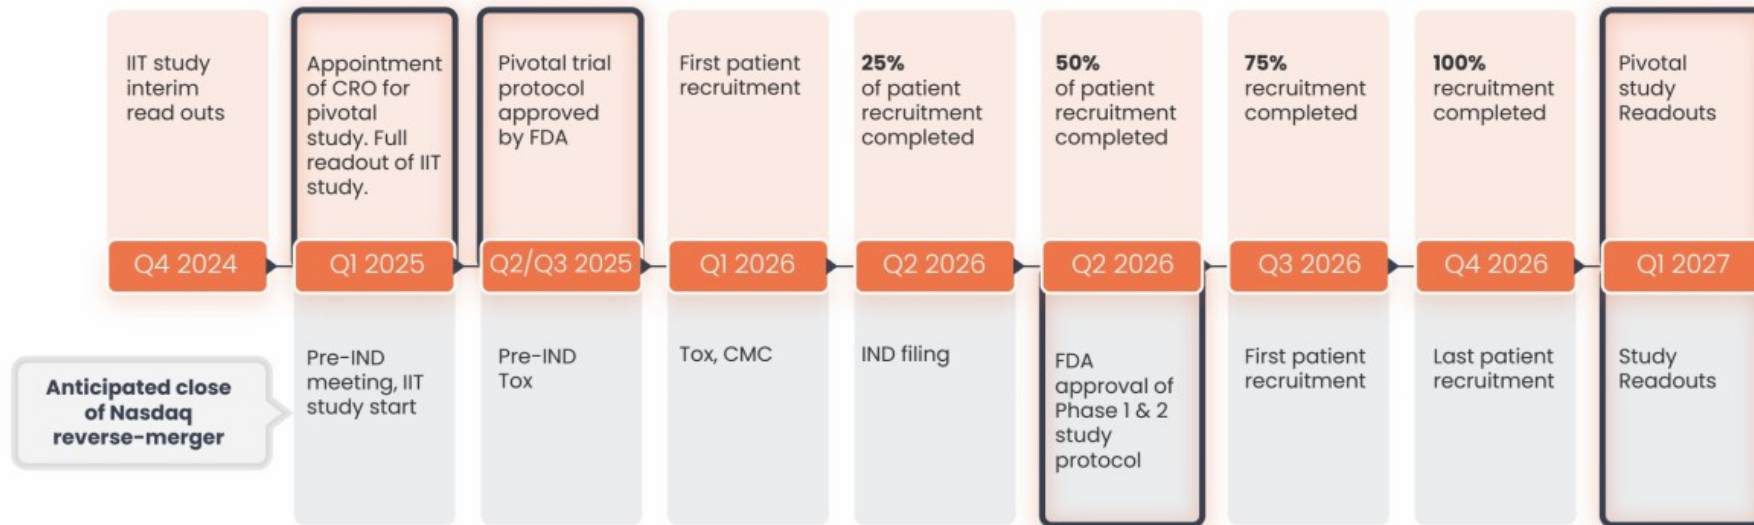 IIT study
interim
read outs
Appointment
of CRO for
pivotal
study. Full
readout of IIT
study.
Pivotal trial
protocol
approved
by FDA
First patient
recruitment
25%
of patient
recruitment
completed
50%
of patient
recruitment
completed
75%
recruitment
completed
100%
recruitment
completed
Pivotal
study
Readouts
Q4 2024
Q1 2025
Q2/Q3 2025
Q1 2026
Q2 2026
Q2 2026
Q3 2026
Q4 2026
Q1 2027
Anticipated close
of Nasdaq
reverse-merger
Pre-IND
meeting, IIT
study start
Pre-IND
Tox
Tox, CMC
IND filing
FDA
approval of
Phase 1 & 2
study
protocol
First patient
recruitment
Last patient
recruitment
Study
Readouts